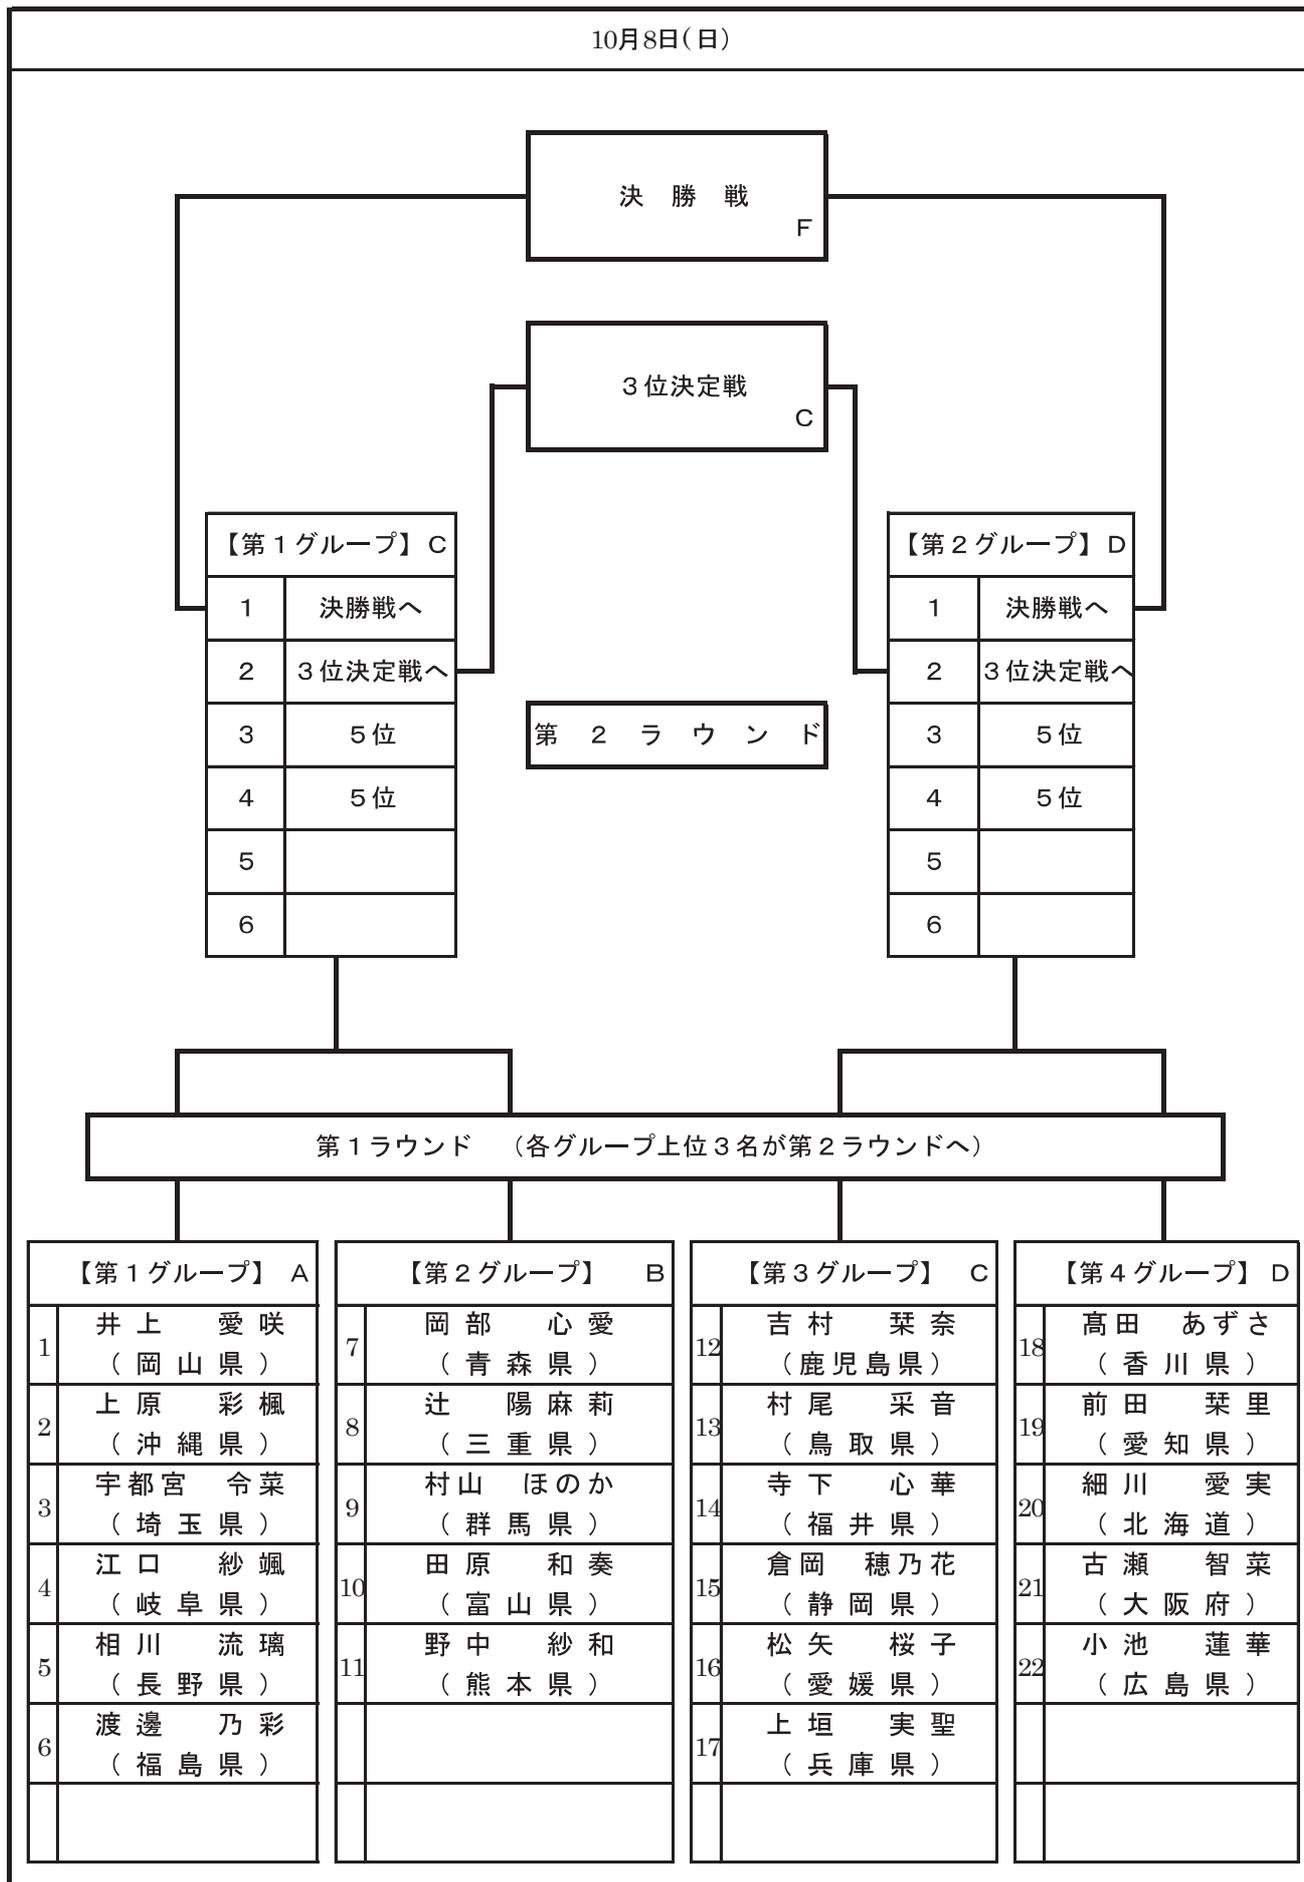 10月8日(日)
決勝戦
F
3位決定戦
C
【第1グループ】C
1 決勝戦へ
2 3位決定戦へ
3 5位
4 5位
5
6
【第2グループ】D
1 決勝戦へ
2 3位決定戦へ
3 5位
4 5位
5
6
第2ラウンド
第1ラウンド (各グループ上位3名が第2ラウンドへ)
【第1グループ】 A
1 井上 愛咲
(岡山県)
2 上原 彩楓
(沖縄県)
3 宇都宮 令菜
(埼玉県)
4 江口 紗颯
(岐阜県)
5 相川 流璃
(長野県)
6 渡邊 乃彩
(福島県)
【第2グループ】 B
7 岡部 心愛
(青森県)
8 辻 陽麻莉
(三重県)
9 村山 ほのか
(群馬県)
10 田原 和奏
(富山県)
11 野中 紗和
(熊本県)
【第3グループ】 C
12 吉村 栞奈
(鹿児島県)
13 村尾 采音
(鳥取県)
14 寺下 心華
(福井県)
15 倉岡 穂乃花
(静岡県)
16 松矢 桜子
(愛媛県)
17 上垣 実聖
(兵庫県)
【第4グループ】 D
18 髙田 あずさ
(香川県)
19 前田 栞里
(愛知県)
20 細川 愛実
(北海道)
21 古瀬 智菜
(大阪府)
22 小池 蓮華
(広島県)